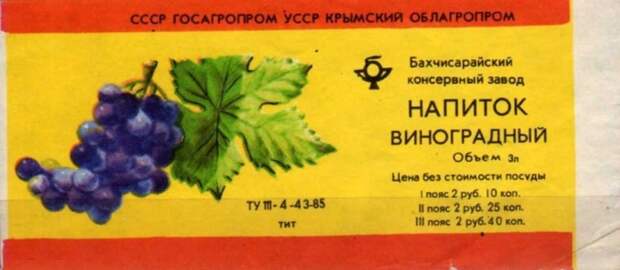 СССР ГОСАГРОПРОМ УССР КРЫМСКИЙ ОБЛАГРОПРОМ
Бахчисарайский
консервный завод
НАПИТОК
ВИНОГРАДНЫЙ
Объем 3л
Цена без стоимости посуды
I пояс 2 руб. 10 коп.
II пояс 2 руб. 25 коп.
III пояс 2 руб. 40 коп.
ТУ 111-4-43-85
ТИТ